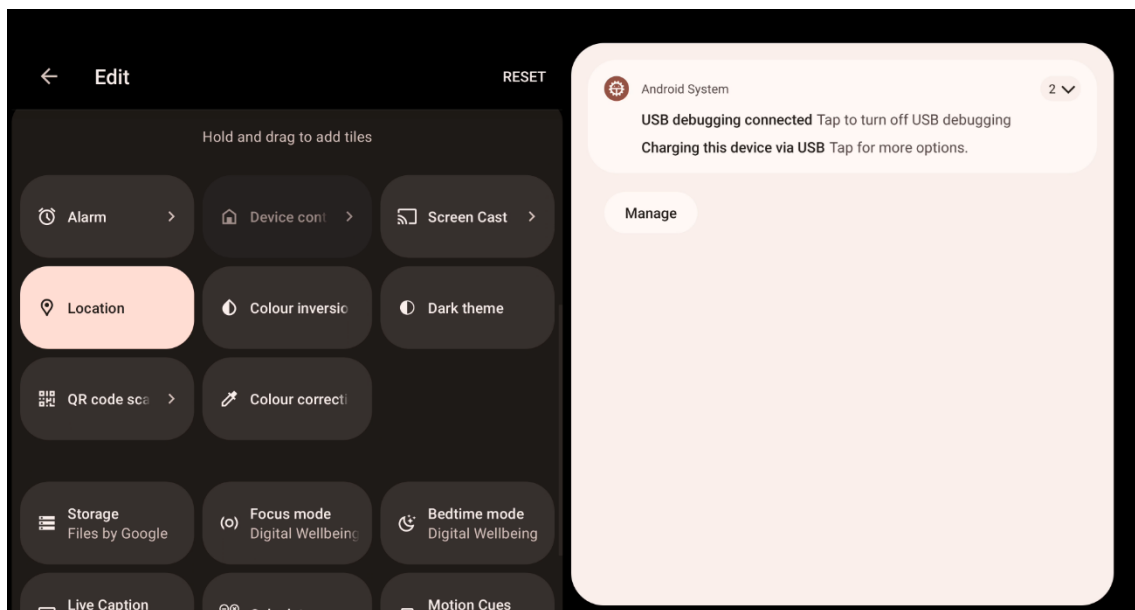 Edit
RESET
Hold and drag to add tiles
Alarm
Device cont
Screen Cast
Location
Colour inversio
Dark theme
QR code sca
Colour correcti
Storage
Files by Google
Focus mode
Digital Wellbeing
Bedtime mode
Digital Wellbeing
Live Caption
Motion Cues
Android System
2
USB debugging connected Tap to turn off USB debugging
Charging this device via USB Tap for more options.
Manage